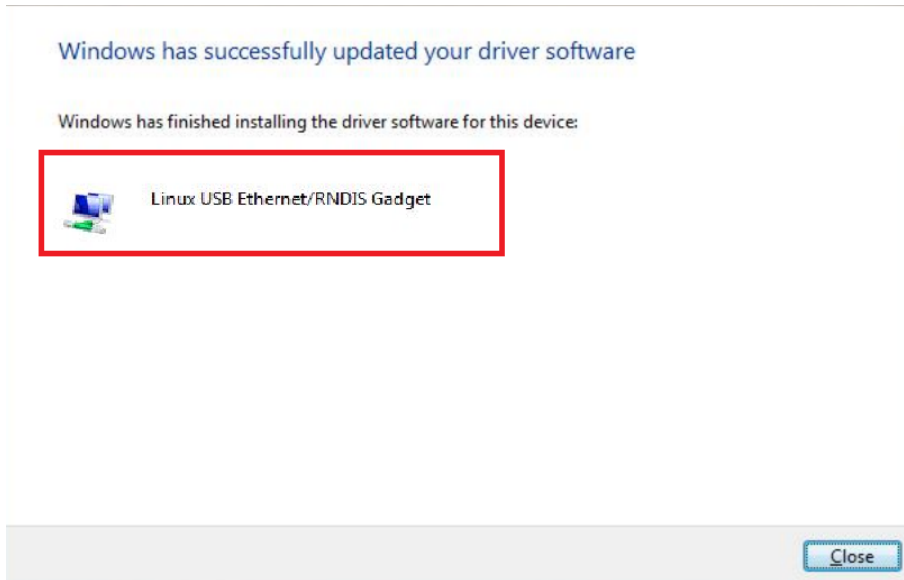 Windows has successfully updated your driver software
Windows has finished installing the driver software for this device:
Linux USB Ethernet/RNDIS Gadget
Close